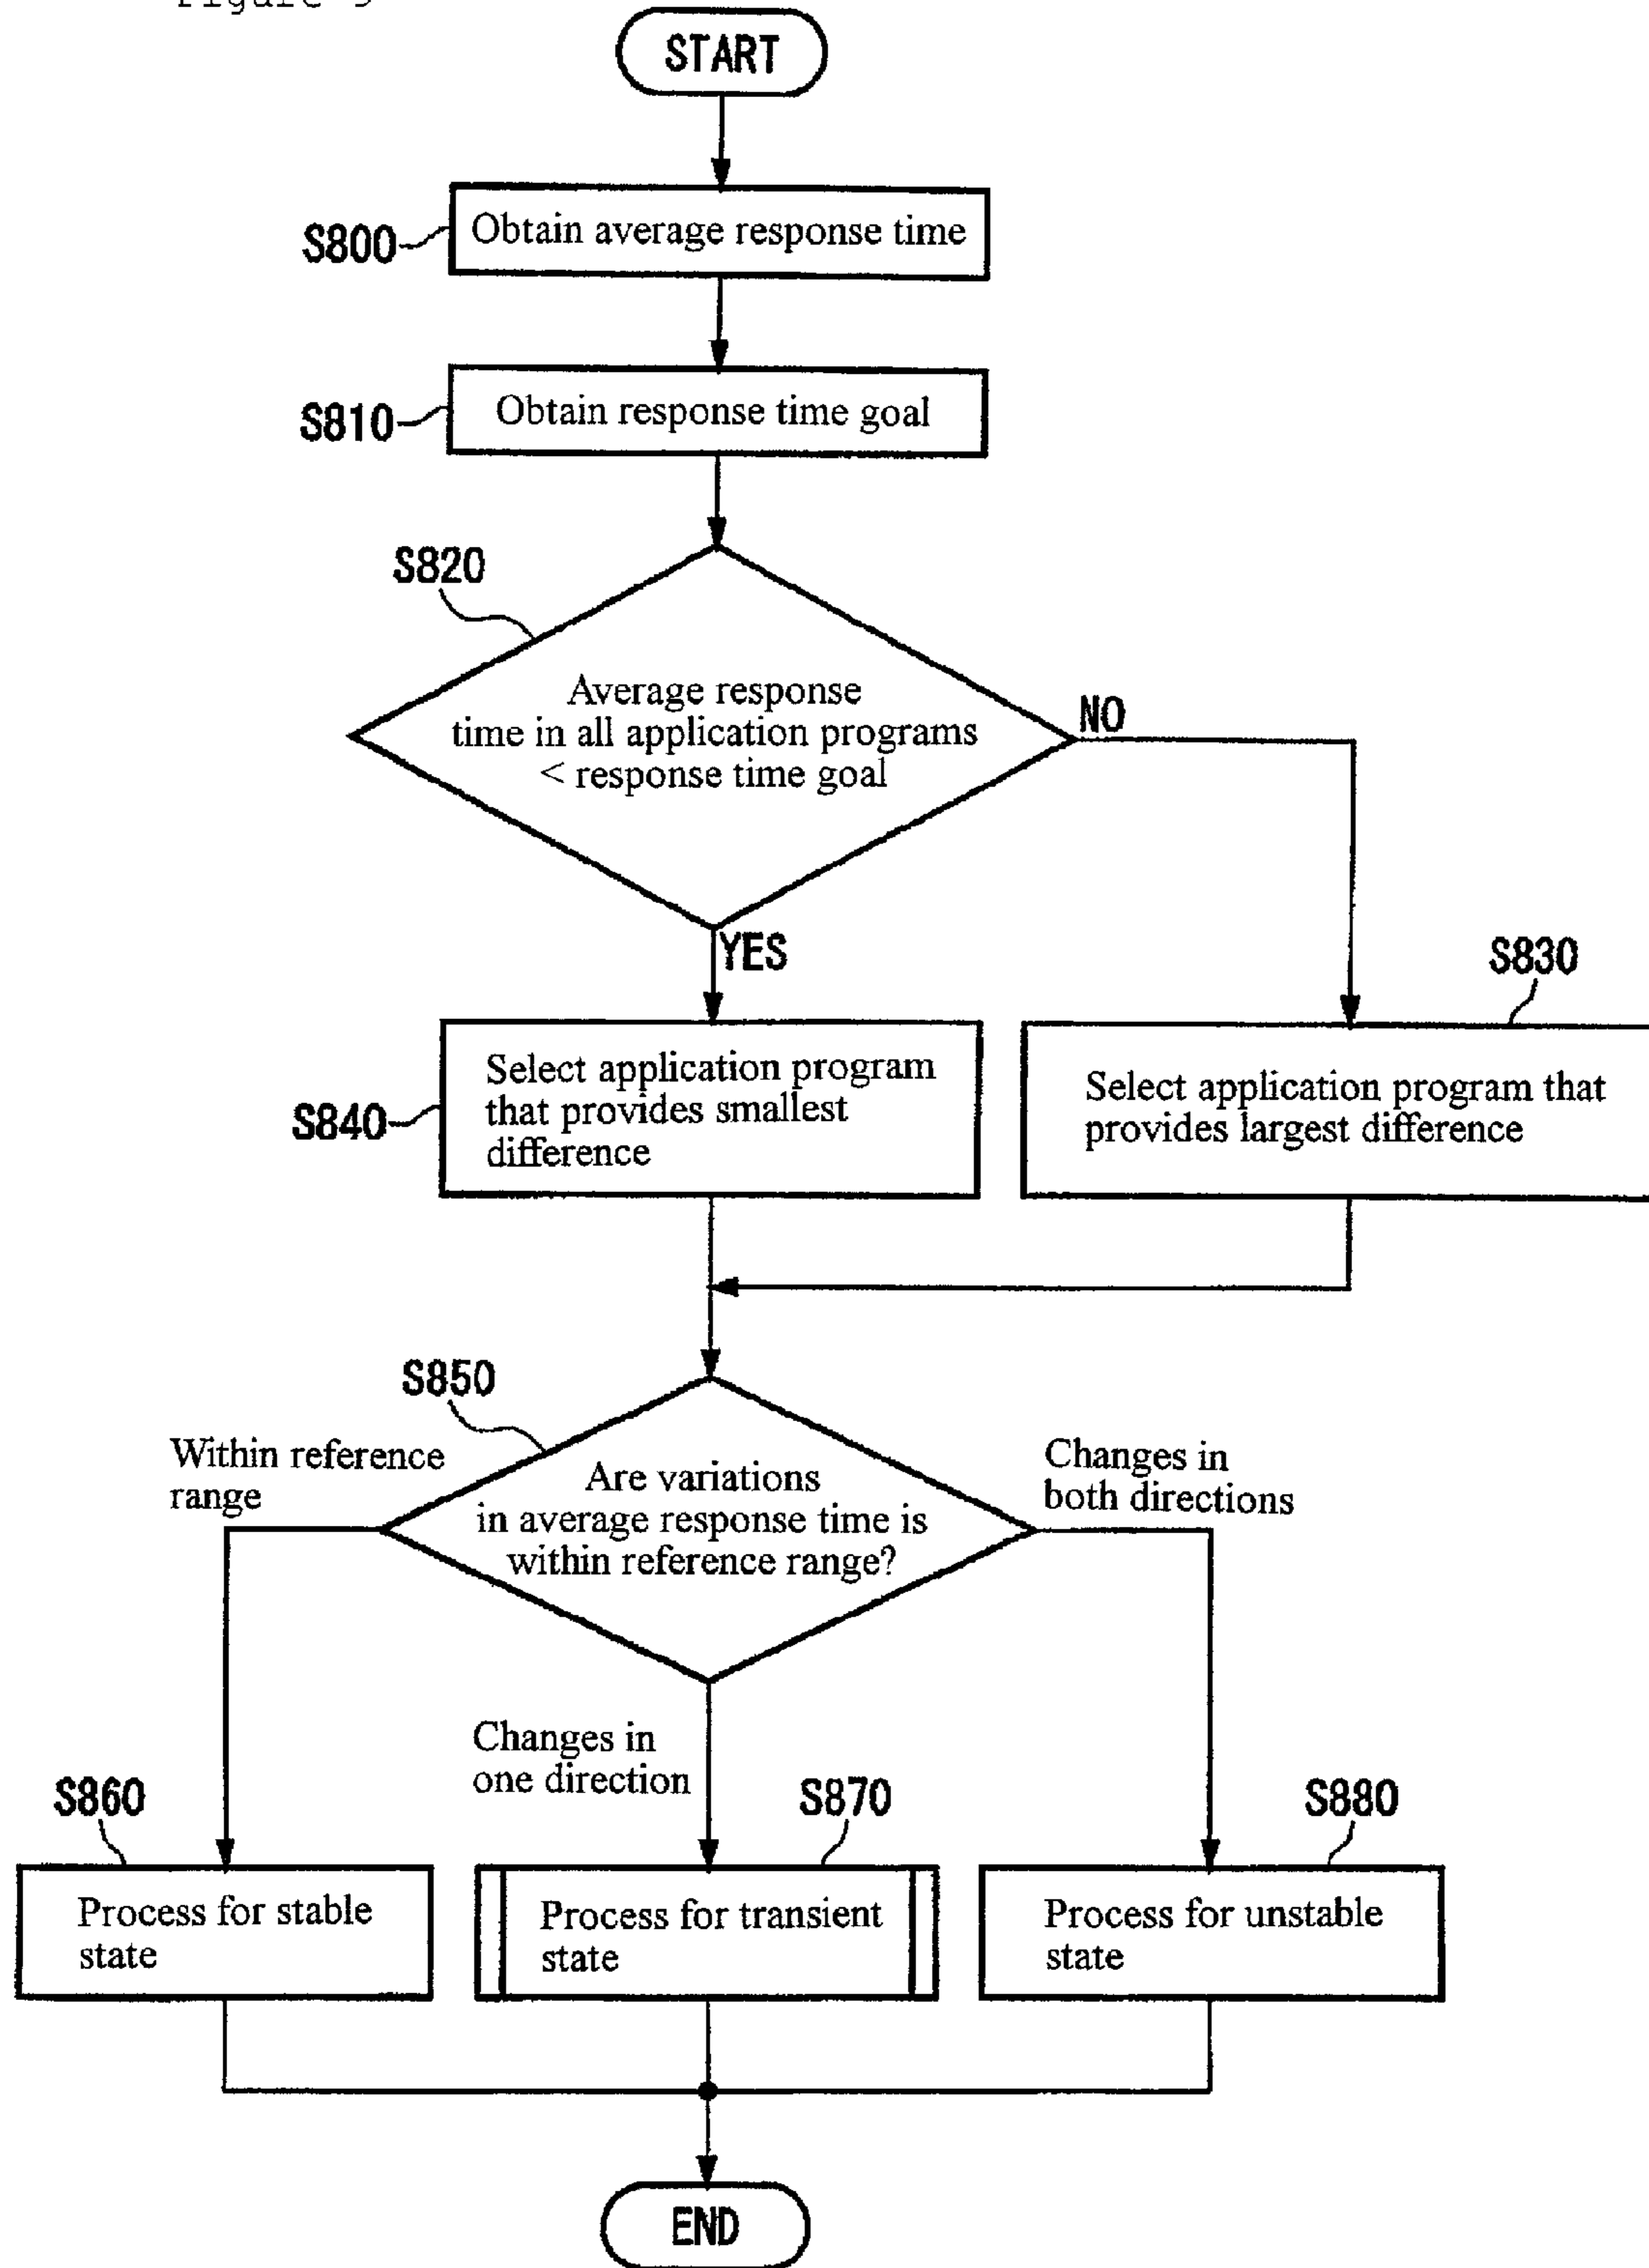 START
S800
Obtain average response time
S810
Obtain response time goal
S820
Average response
time in all application programs
< response time goal
NO
YES
S830
S840
Select application program
that provides smallest
difference
Select application program that
provides largest difference
S850
Within reference
range
Are variations
in average response time is
within reference range?
Changes in
both directions
Changes in
one direction
S860
S870
S880
Process for stable
state
Process for transient
state
Process for unstable
state
END